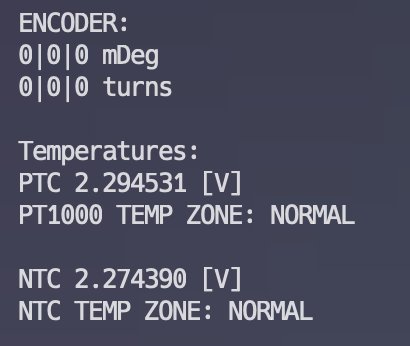 ENCODER:
0|0|0 mDeg
0|0|0 turns
Temperatures:
PTC 2.294531 [V]
PT1000 TEMP ZONE: NORMAL
NTC 2.274390 [V]
NTC TEMP ZONE: NORMAL